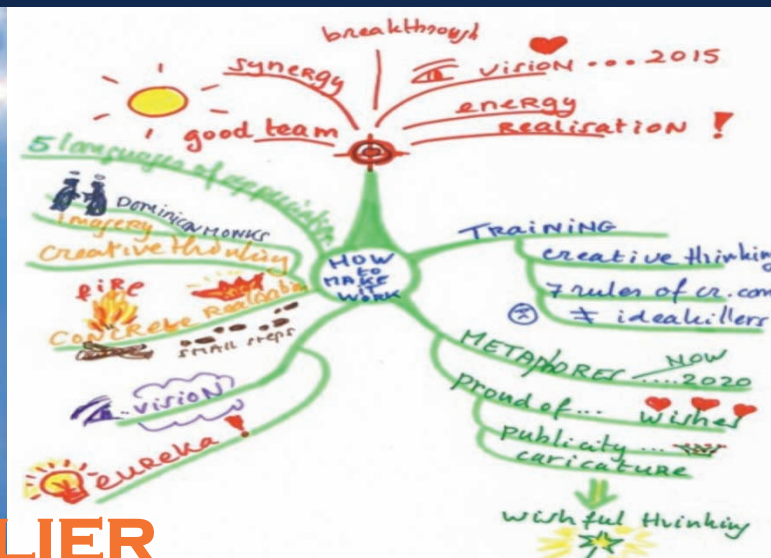 breakthrough
synergy
vision ... 2015
energy
good team
REALISATION !
5 languages of appreciation
DOMINICAN MONKS
imagery
creative thinking
FIRE
CONCRETE Realisation
SMALL STEPS
VISION
eureka!
HOW
to
MAKE
IT
WORK
TRAINING
creative thinking
7 rules of cr. com
≠ ideakillers
METAPHORES
NOW
....2020
proud of... wishes
publicity...
caricature
wishful thinking
LIER